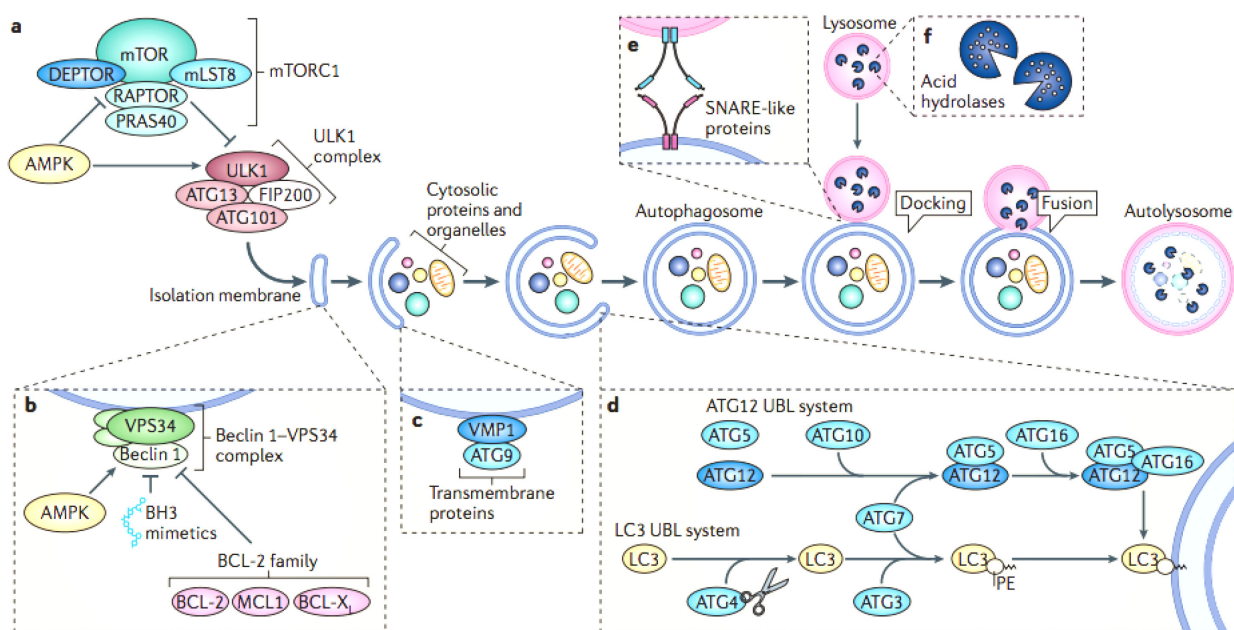 a
mTOR
DEPTOR
mLST8
mTORC1
RAPTOR
PRAS40
AMPK
ULK1
complex
ULK1
ATG13
FIP200
ATG101
Isolation membrane
Cytosolic
proteins and
organelles
Autophagosome
e
SNARE-like
proteins
Lysosome
f
Acid
hydrolases
Docking
Fusion
Autolysosome
b
VPS34
Beclin 1
Beclin 1–VPS34
complex
AMPK
BH3
mimetics
BCL-2 family
BCL-2
MCL1
BCL-XL
c
VMP1
ATG9
Transmembrane
proteins
d
ATG12 UBL system
ATG5
ATG10
ATG16
ATG12
ATG5
ATG12
ATG5
ATG12
ATG16
ATG7
LC3 UBL system
LC3
LC3
LC3
PE
LC3
ATG4
ATG3